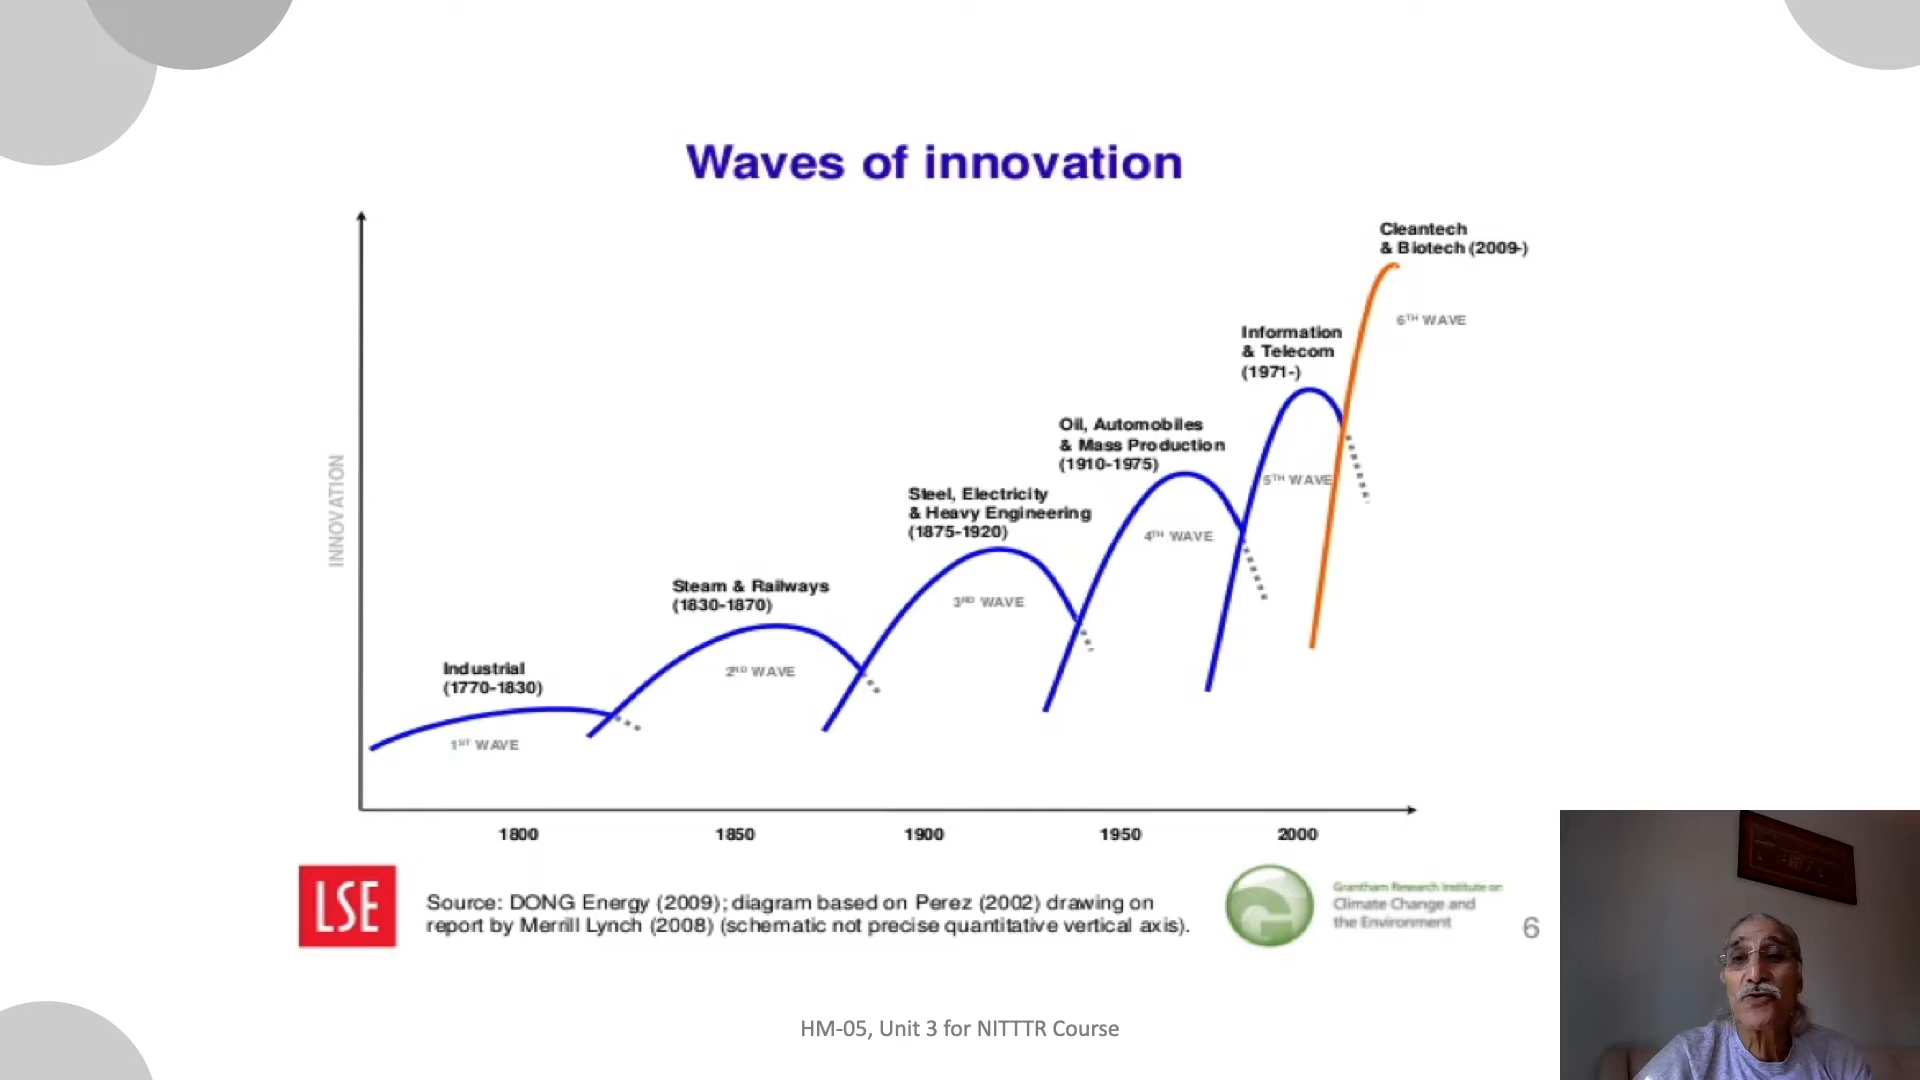 Waves of innovation
Cleantech
& Biotech (2009-)
6TH WAVE
Information
& Telecom
(1971-)
5TH WAVE
Oil, Automobiles
& Mass Production
(1910-1975)
4TH WAVE
Steel, Electricity
& Heavy Engineering
(1875-1920)
3RD WAVE
Steam & Railways
(1830-1870)
2ND WAVE
Industrial
(1770-1830)
1ST WAVE
INNOVATION
1800 1850 1900 1950 2000
LSE
Source: DONG Energy (2009); diagram based on Perez (2002) drawing on
report by Merrill Lynch (2008) (schematic not precise quantitative vertical axis).
Grantham Research Institute on
Climate Change and
the Environment
6
HM-05, Unit 3 for NITTTR Course